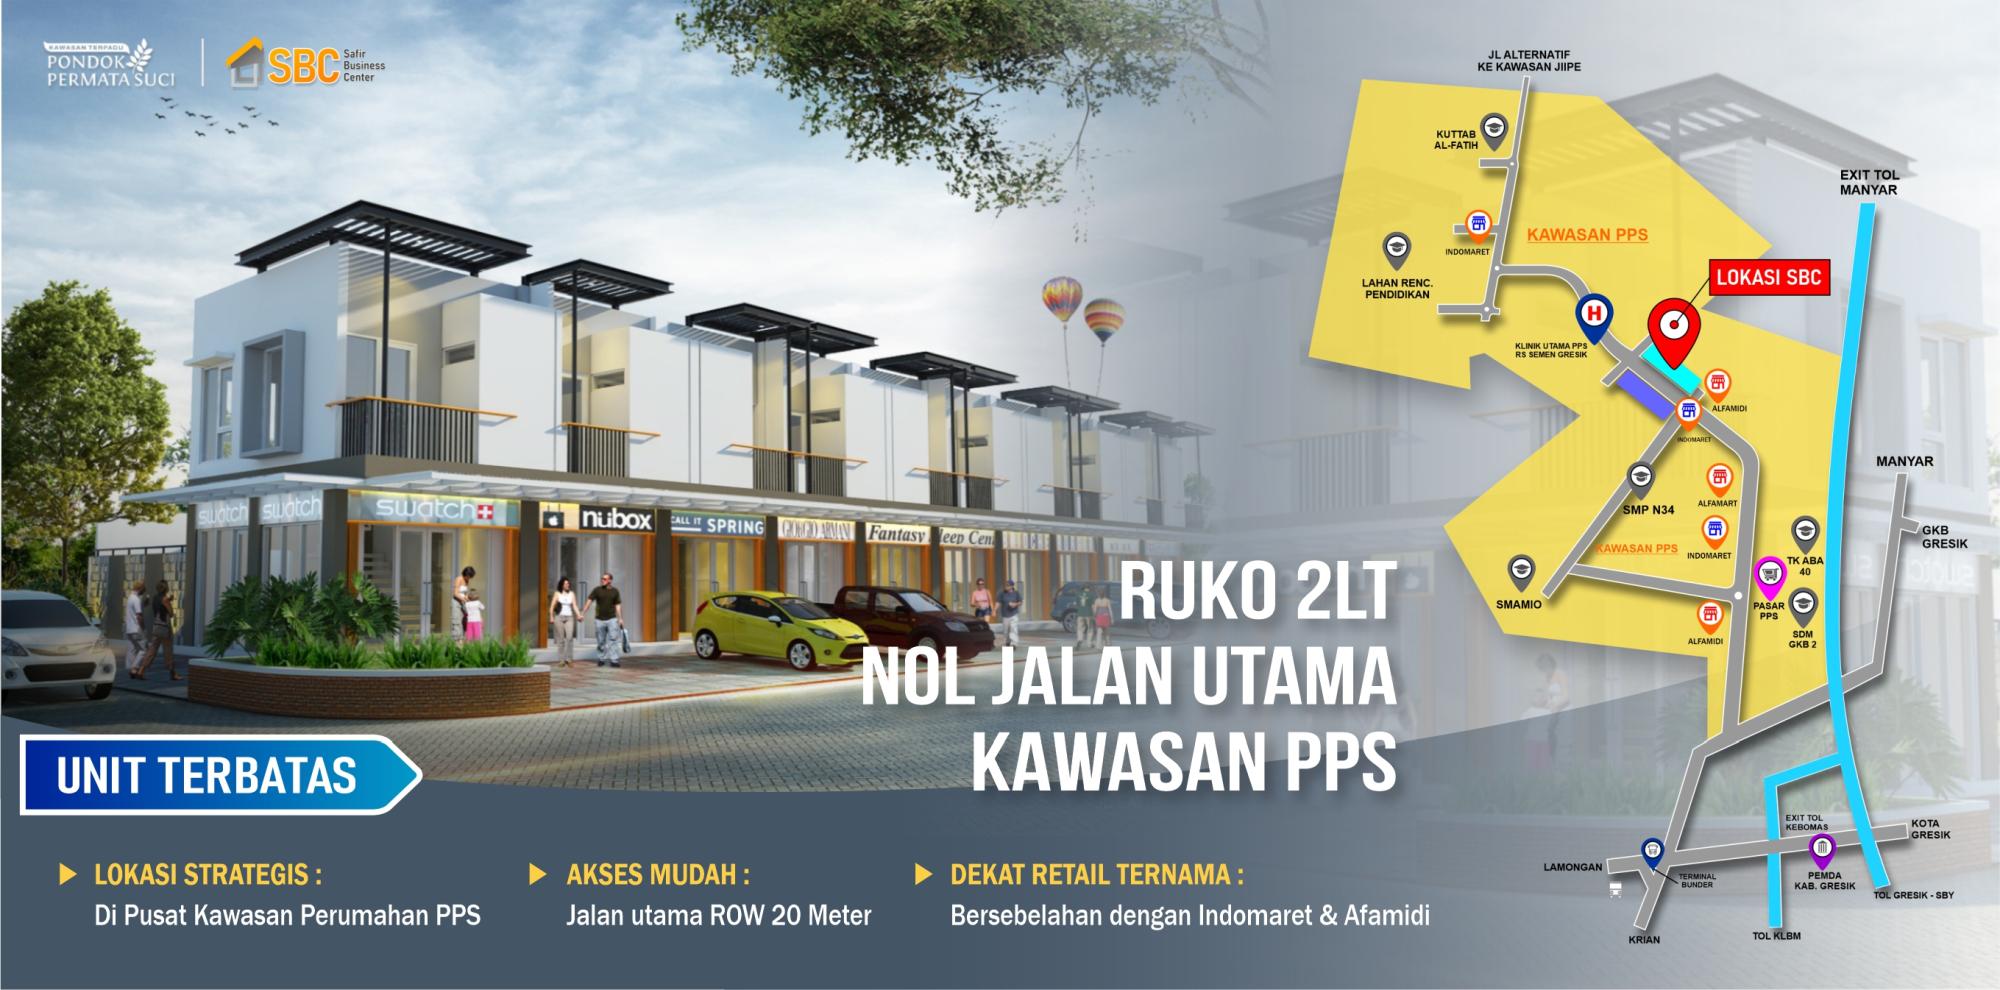 KAWASAN TERPADU
PONDOK
PERMATA SUCI
SBC
Safir
Business
Center
swatch
swatch
swatch
nubox
CALL IT SPRING
GIORGIO ARMANI
Fantasy
leep Cent
RUKO 2LT
NOL JALAN UTAMA
KAWASAN PPS
UNIT TERBATAS
LOKASI STRATEGIS :
Di Pusat Kawasan Perumahan PPS
AKSES MUDAH :
Jalan utama ROW 20 Meter
DEKAT RETAIL TERNAMA :
Bersebelahan dengan Indomaret & Afamidi
JL ALTERNATIF
KE KAWASAN JIIPE
KUTTAB
AL-FATIH
EXIT TOL
MANYAR
INDOMARET
KAWASAN PPS
LAHAN RENC.
PENDIDIKAN
LOKASI SBC
H
KLINIK UTAMA PPS
RS SEMEN GRESIK
ALFAMIDI
INDOMARET
MANYAR
SMP N34
ALFAMART
GKB
GRESIK
KAWASAN PPS
INDOMARET
TK ABA
40
SMAMIO
PASAR
PPS
ALFAMIDI
SDM
GKB 2
EXIT TOL
KEBOMAS
KOTA
GRESIK
LAMONGAN
TERMINAL
BUNDER
PEMDA
KAB. GRESIK
TOL GRESIK - SBY
KRIAN
TOL KLBM